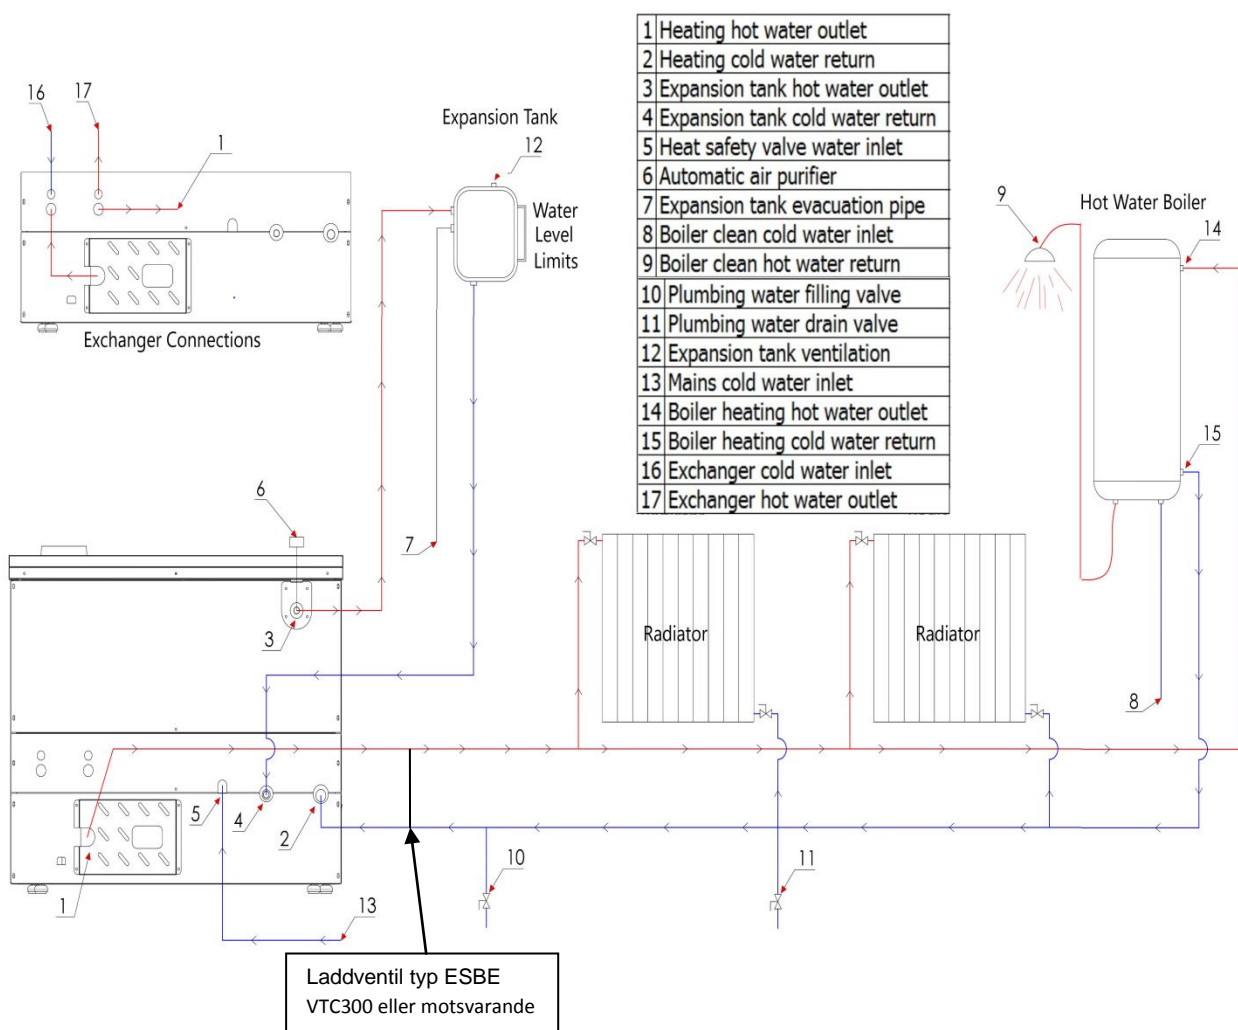 1 Heating hot water outlet
2 Heating cold water return
3 Expansion tank hot water outlet
4 Expansion tank cold water return
5 Heat safety valve water inlet
6 Automatic air purifier
7 Expansion tank evacuation pipe
8 Boiler clean cold water inlet
9 Boiler clean hot water return
10 Plumbing water filling valve
11 Plumbing water drain valve
12 Expansion tank ventilation
13 Mains cold water inlet
14 Boiler heating hot water outlet
15 Boiler heating cold water return
16 Exchanger cold water inlet
17 Exchanger hot water outlet
16
17
1
Exchanger Connections
Expansion Tank
12
Water
Level
Limits
7
9
Hot Water Boiler
14
15
8
6
3
Radiator
Radiator
5
4
2
1
13
10
11
Laddventil typ ESBE
VTC300 eller motsvarande